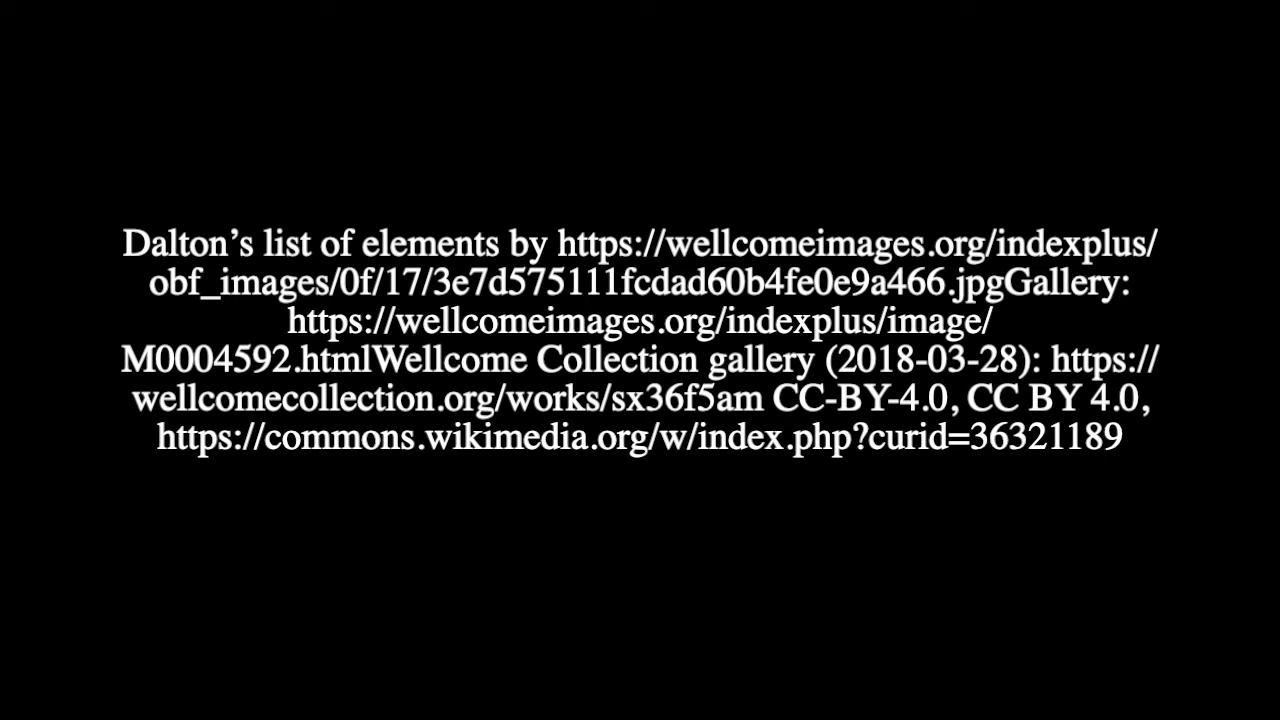 Dalton’s list of elements by https://wellcomeimages.org/indexplus/
obf_images/0f/17/3e7d575111fcdad60b4fe0e9a466.jpgGallery:
https://wellcomeimages.org/indexplus/image/
M0004592.htmlWellcome Collection gallery (2018-03-28): https://
wellcomecollection.org/works/sx36f5am CC-BY-4.0, CC BY 4.0,
https://commons.wikimedia.org/w/index.php?curid=36321189